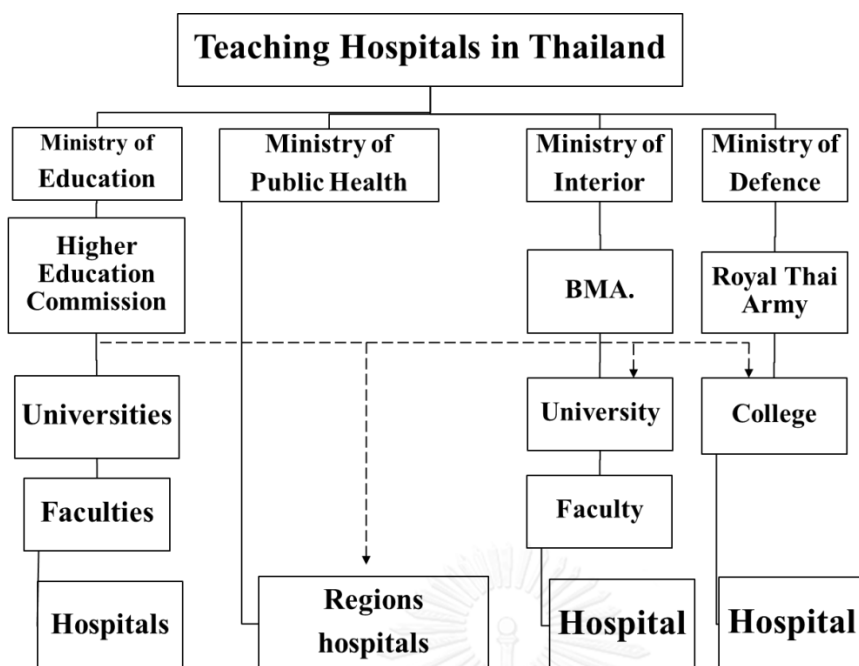 Teaching Hospitals in Thailand
Ministry of
Education
Ministry of
Public Health
Ministry of
Interior
Ministry of
Defence
Higher
Education
Commission
BMA.
Royal Thai
Army
Universities
University
College
Faculties
Faculty
Hospitals
Regions
hospitals
Hospital
Hospital